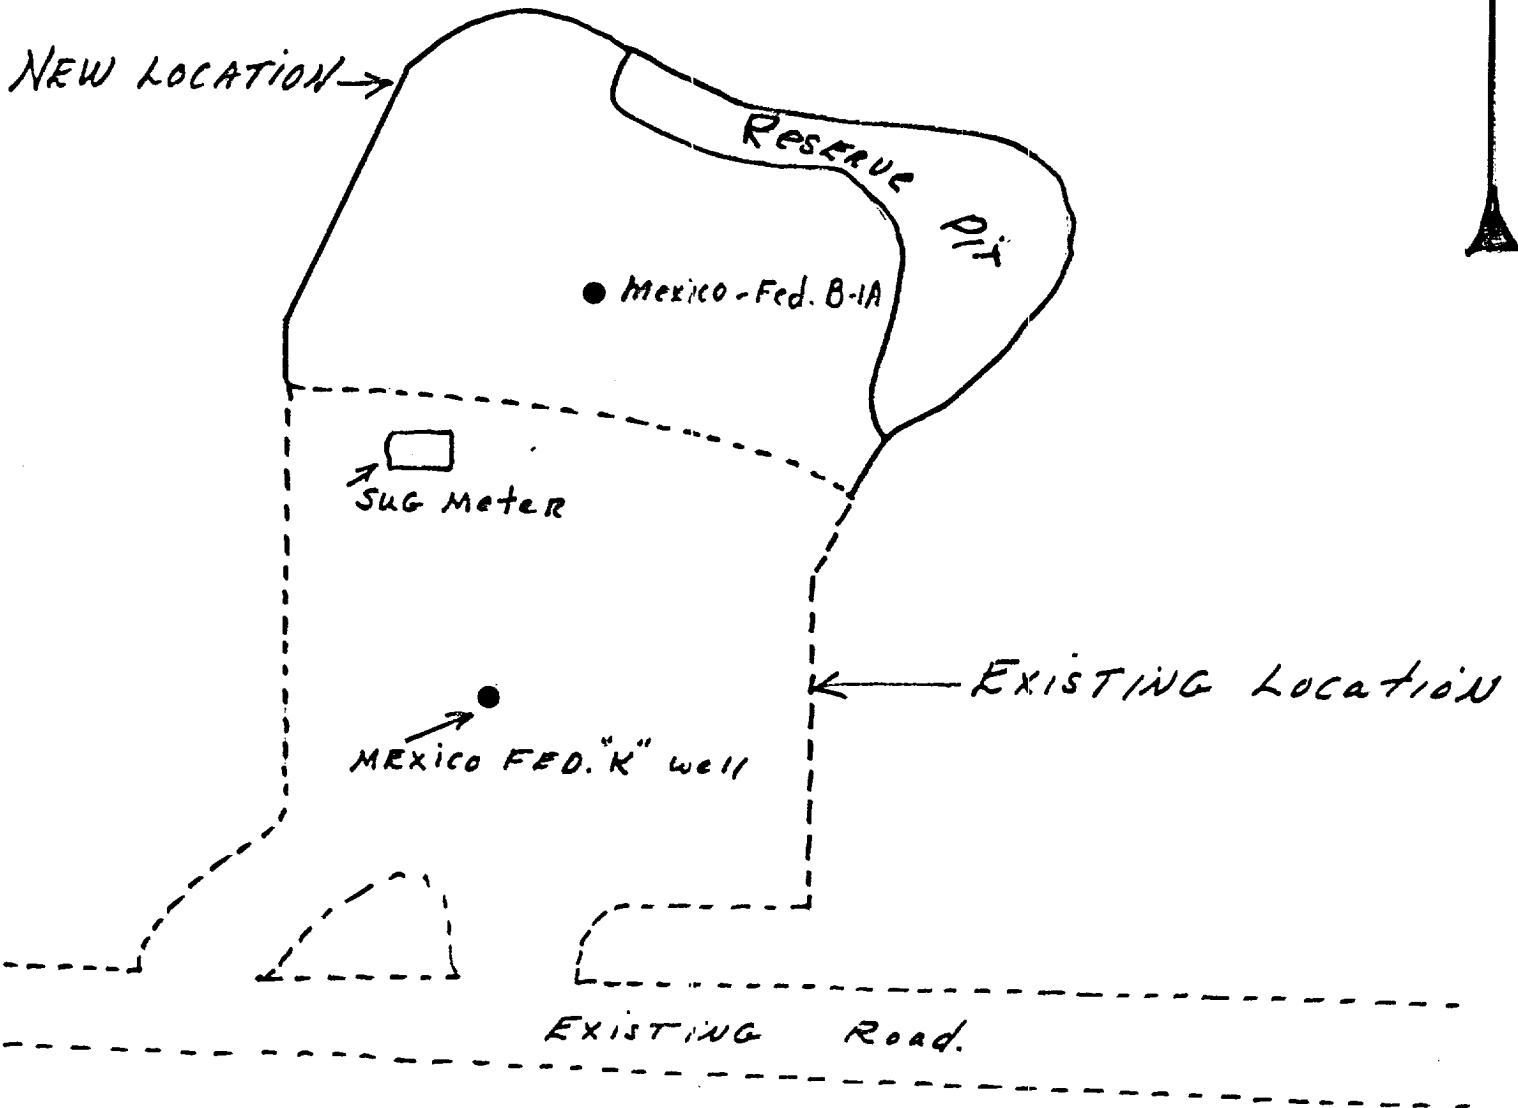 NEW LOCATION
Reserve
Pit
Mexico-Fed. B-1A
SUG Meter
EXISTING Location
MEXICO FED. "K" well
EXISTING Road.